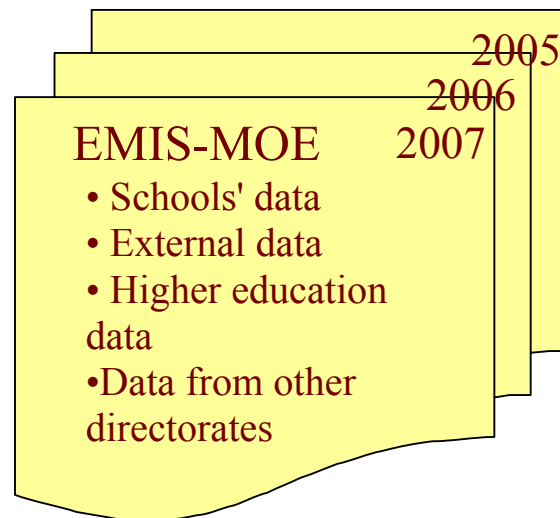 2005
2006
EMIS-MOE 2007
• Schools' data
• External data
• Higher education
data
•Data from other
directorates